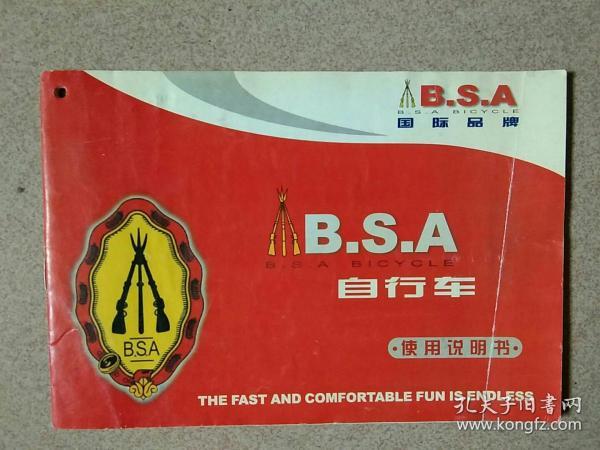 B.S.A
B.S.A BICYCLE
国际品牌
B.S.A
B.S.A BICYCLE
自行车
·使用说明书·
B.S.A
THE FAST AND COMFORTABLE FUN IS ENDLESS
孔夫子旧书网
www.kongfz.com